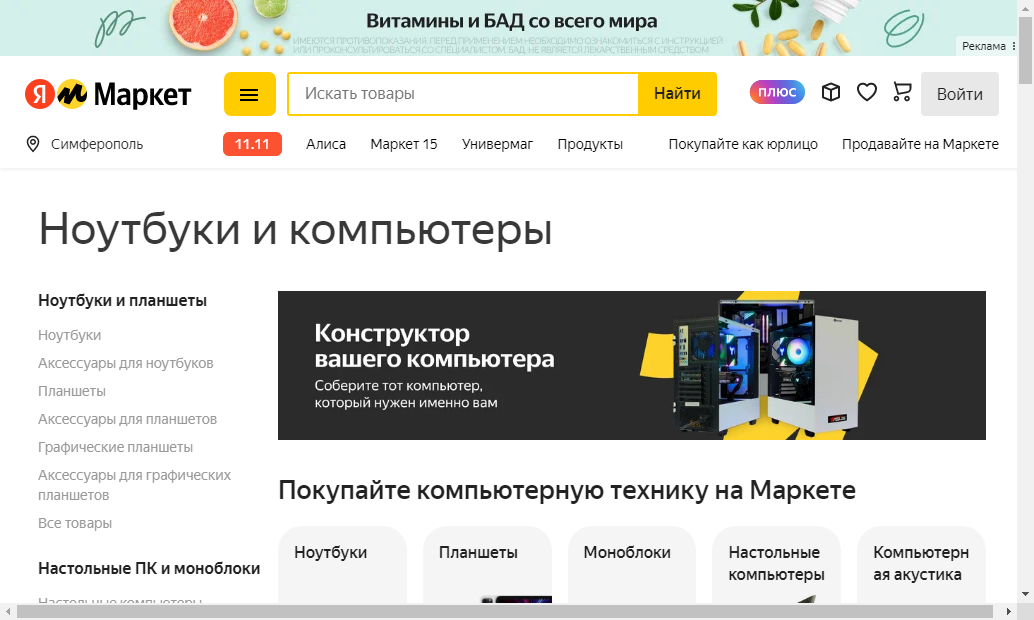 Витамины и БАД со всего мира
ИМЕЮТСЯ ПРОТИВОПОКАЗАНИЯ. ПЕРЕД ПРИМЕНЕНИЕМ НЕОБХОДИМО ОЗНАКОМИТЬСЯ С ИНСТРУКЦИЕЙ
ИЛИ ПРОКОНСУЛЬТИРОВАТЬСЯ СО СПЕЦИАЛИСТОМ. БАД. НЕ ЯВЛЯЕТСЯ ЛЕКАРСТВЕННЫМ СРЕДСТВОМ
Реклама
Я Маркет
Искать товары
Найти
плюс
Войти
Симферополь
11.11
Алиса
Маркет 15
Универмаг
Продукты
Покупайте как юрлицо
Продавайте на Маркете
Ноутбуки и компьютеры
Ноутбуки и планшеты
Ноутбуки
Аксессуары для ноутбуков
Планшеты
Аксессуары для планшетов
Графические планшеты
Аксессуары для графических
планшетов
Все товары
Настольные ПК и моноблоки
Настольные компьютеры
Конструктор
вашего компьютера
Соберите тот компьютер,
который нужен именно вам
Покупайте компьютерную технику на Маркете
Ноутбуки
Планшеты
Моноблоки
Настольные
компьютеры
Компьютерн
ая акустика